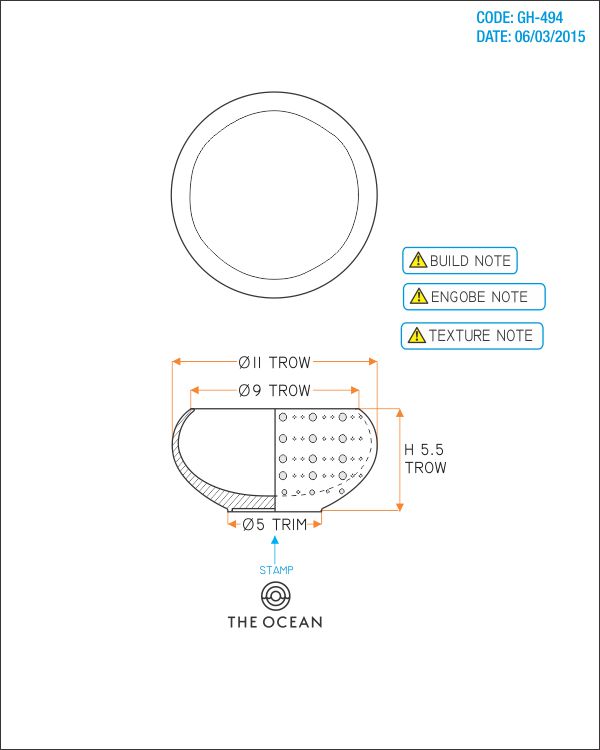 CODE: GH-494
DATE: 06/03/2015
BUILD NOTE
ENGOBE NOTE
TEXTURE NOTE
Ø11 TROW
Ø9 TROW
H 5.5
TROW
Ø5 TRIM
STAMP
THE OCEAN